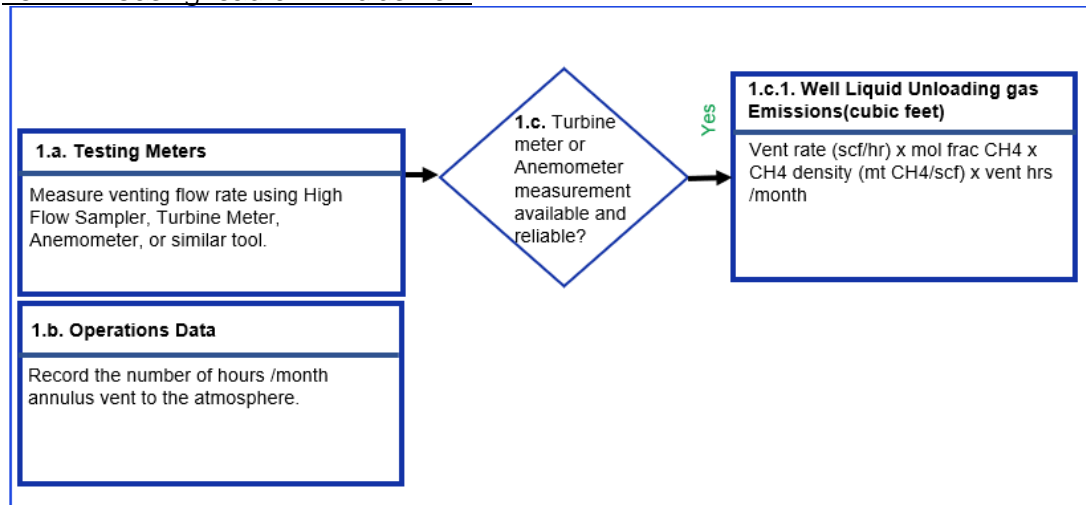 1.a. Testing Meters
Measure venting flow rate using High
Flow Sampler, Turbine Meter,
Anemometer, or similar tool.
1.b. Operations Data
Record the number of hours /month
annulus vent to the atmosphere.
1.c. Turbine
meter or
Anemometer
measurement
available and
reliable?
Yes
1.c.1. Well Liquid Unloading gas
Emissions(cubic feet)
Vent rate (scf/hr) x mol frac CH4 x
CH4 density (mt CH4/scf) x vent hrs
/month